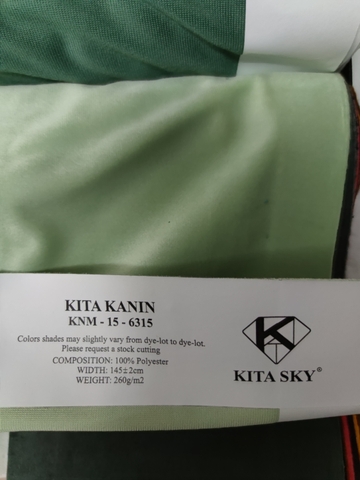 KITA KANIN
KNM - 15 - 6315
Colors shades may slightly vary from dye-lot to dye-lot.
Please request a stock cutting
COMPOSITION: 100% Polyester
WIDTH: 145±2cm
WEIGHT: 260g/m2
K
KITA SKY®